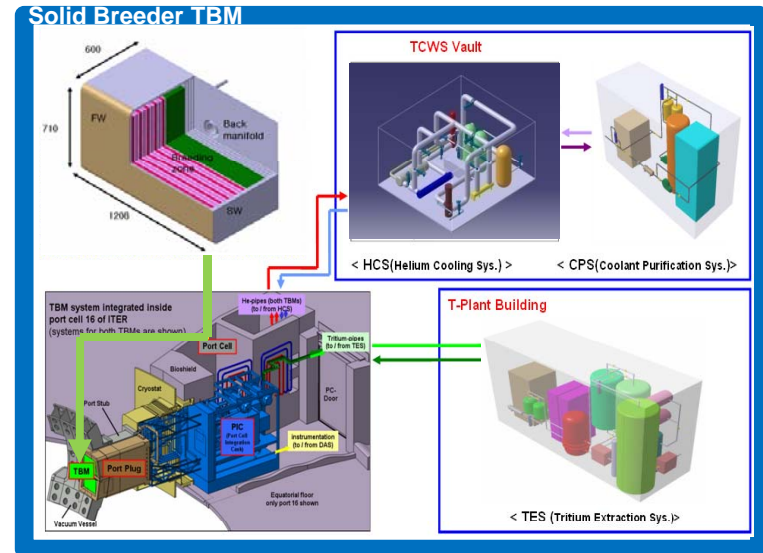 Solid Breeder TBM
600
710
1208
FW
Back
manifold
Breeding
zone
SW
TCWS Vault
< HCS(Helium Cooling Sys.) >
< CPS(Coolant Purification Sys.)>
TBM system integrated inside
port cell 16 of ITER
(systems for both TBMs are shown)
He-pipes (both TBMs)
(to / from HCS)
Port Cell
Bioshield
Tritium-pipes
(to / from TES)
Cryostat
PC-
Door
Port Stub
PIC
(Port Cell
Integration
Cask)
instrumentation
(to / from DAS)
TBM
Port Plug
Equatorial floor
only port 16 shown
Vacuum Vessel
T-Plant Building
< TES (Tritium Extraction Sys.)>